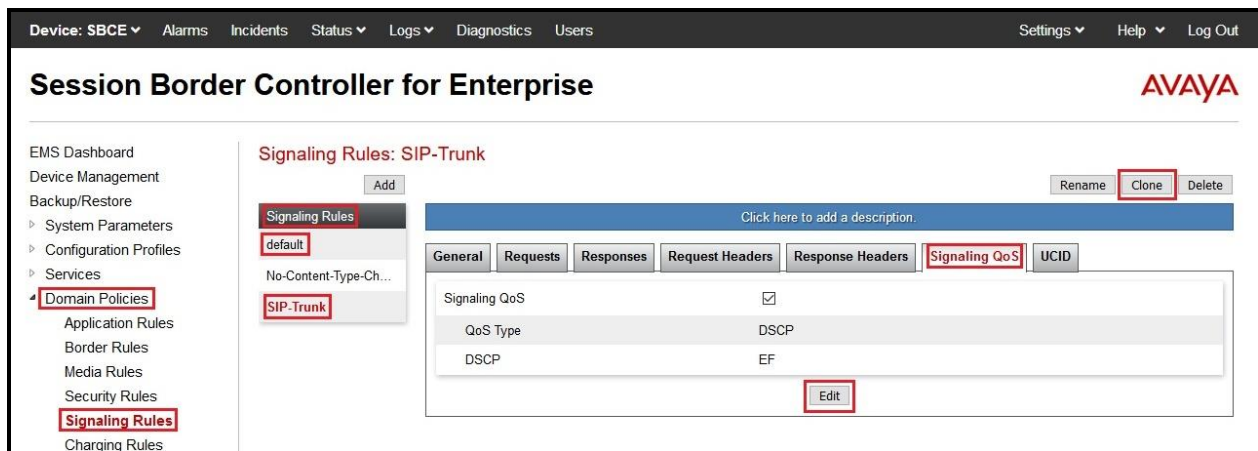 Device: SBCE Alarms Incidents Status Logs Diagnostics Users Settings Help Log Out
Session Border Controller for Enterprise
AVAYA
EMS Dashboard
Device Management
Backup/Restore
System Parameters
Configuration Profiles
Services
Domain Policies
Application Rules
Border Rules
Media Rules
Security Rules
Signaling Rules
Charging Rules
Signaling Rules: SIP-Trunk
Add
Rename Clone Delete
Signaling Rules
default
No-Content-Type-Ch...
SIP-Trunk
Click here to add a description.
General Requests Responses Request Headers Response Headers Signaling QoS UCID
Signaling QoS
QoS Type DSCP
DSCP EF
Edit